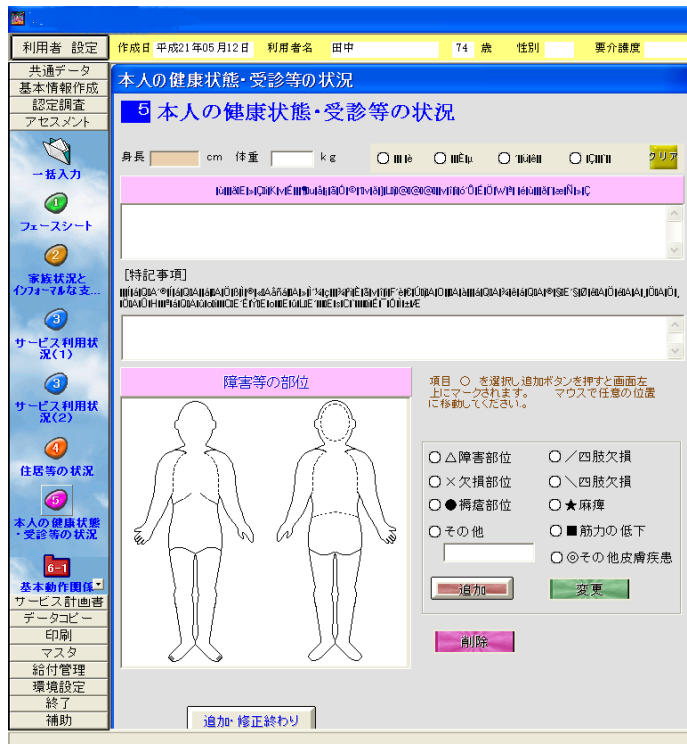 利用者 設定
作成日 平成21年05月12日 利用者名 田中 74 歳 性別 要介護度
共通データ
基本情報作成
認定調査
アセスメント
一括入力
1
フェースシート
2
家族状況と
インフォーマルな支...
3
サービス利用状
況(1)
3
サービス利用状
況(2)
4
住居等の状況
5
本人の健康状態
・受診等の状況
6-1
基本動作関係
サービス計画書
データコピー
印刷
マスタ
給付管理
環境設定
終了
補助
本人の健康状態・受診等の状況
5 本人の健康状態・受診等の状況
身長 cm 体重 kg クリア
[特記事項]
障害等の部位
項目 ○ を選択し追加ボタンを押すと画面左
上にマークされます。 マウスで任意の位置
に移動してください。
△障害部位 ／四肢欠損
×欠損部位 ＼四肢欠損
●褥瘡部位 ★麻痺
その他 ■筋力の低下
◎その他皮膚疾患
追加 変更
削除
追加・修正終わり